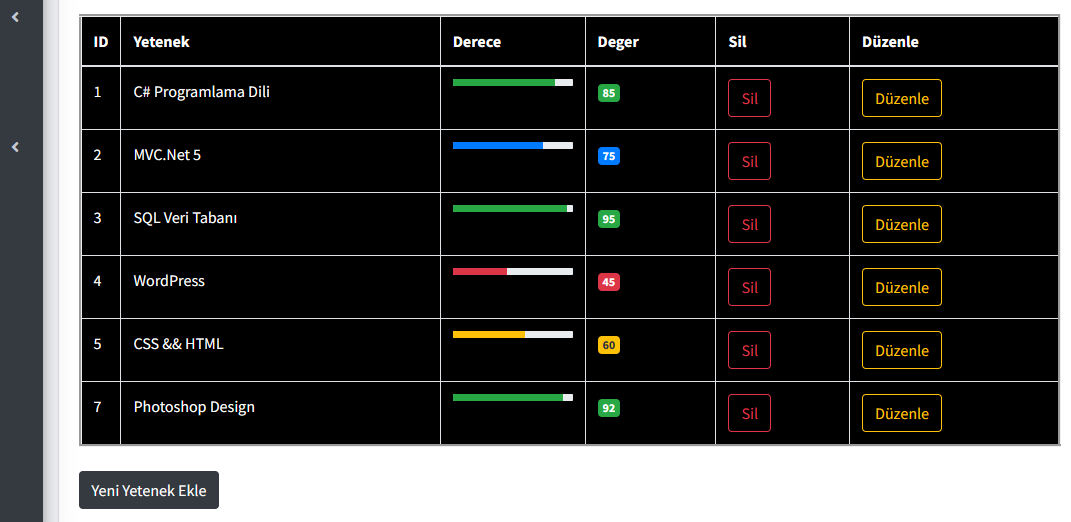 ID Yetenek Derece Deger Sil Düzenle
1 C# Programlama Dili 85 Sil Düzenle
2 MVC.Net 5 75 Sil Düzenle
3 SQL Veri Tabanı 95 Sil Düzenle
4 WordPress 45 Sil Düzenle
5 CSS && HTML 60 Sil Düzenle
7 Photoshop Design 92 Sil Düzenle
Yeni Yetenek Ekle